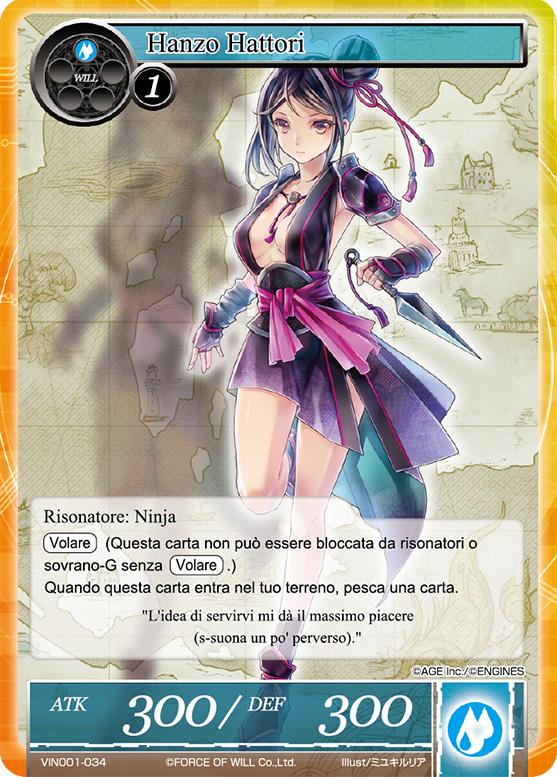 Hanzo Hattori
WILL
1
Risonatore: Ninja
Volare (Questa carta non può essere bloccata da risonatori o
sovrano-G senza Volare .)
Quando questa carta entra nel tuo terreno, pesca una carta.
"L'idea di servirvi mi dà il massimo piacere
(s-suona un po' perverso)."
©AGE Inc./©ENGINES
ATK 300/ DEF 300
VIN001-034 ©FORCE OF WILL Co.,Ltd. Illust/ミユキルリア